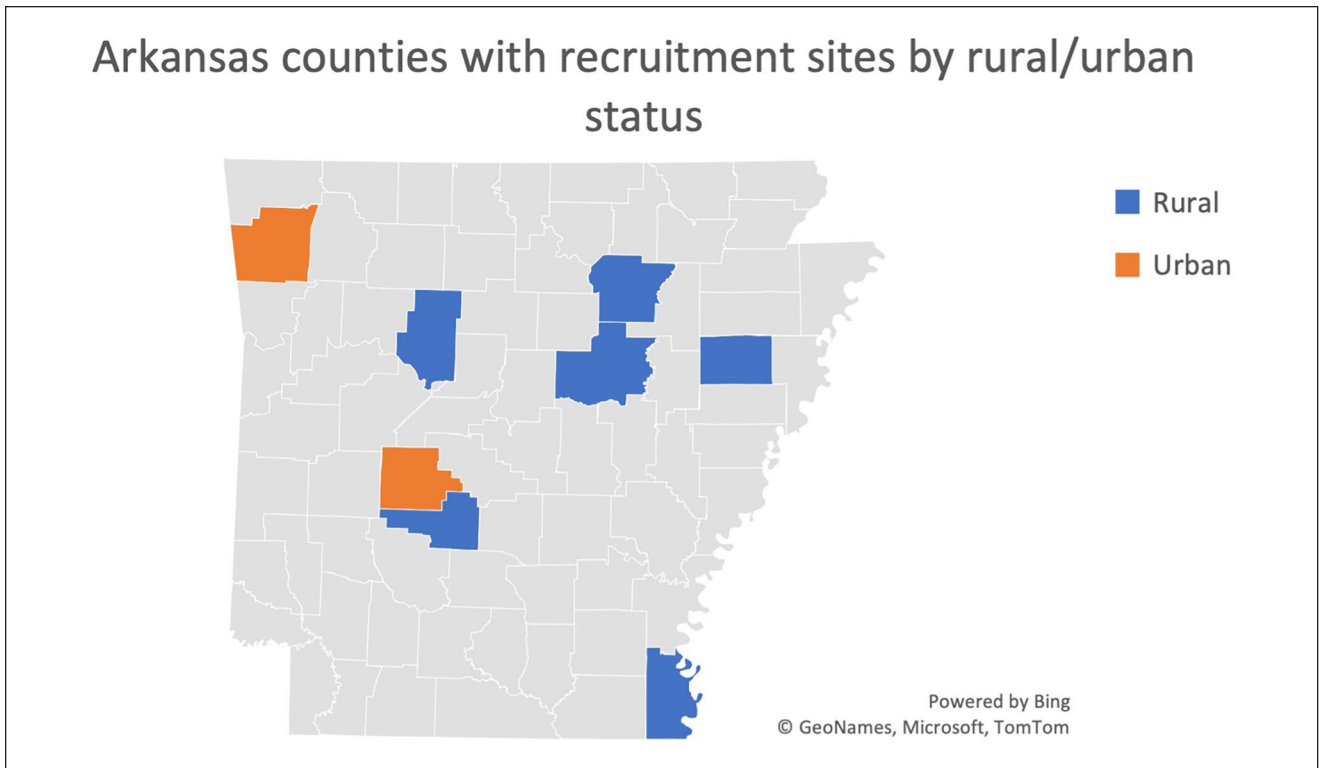 Arkansas counties with recruitment sites by rural/urban
status
Rural
Urban
Powered by Bing
© GeoNames, Microsoft, TomTom